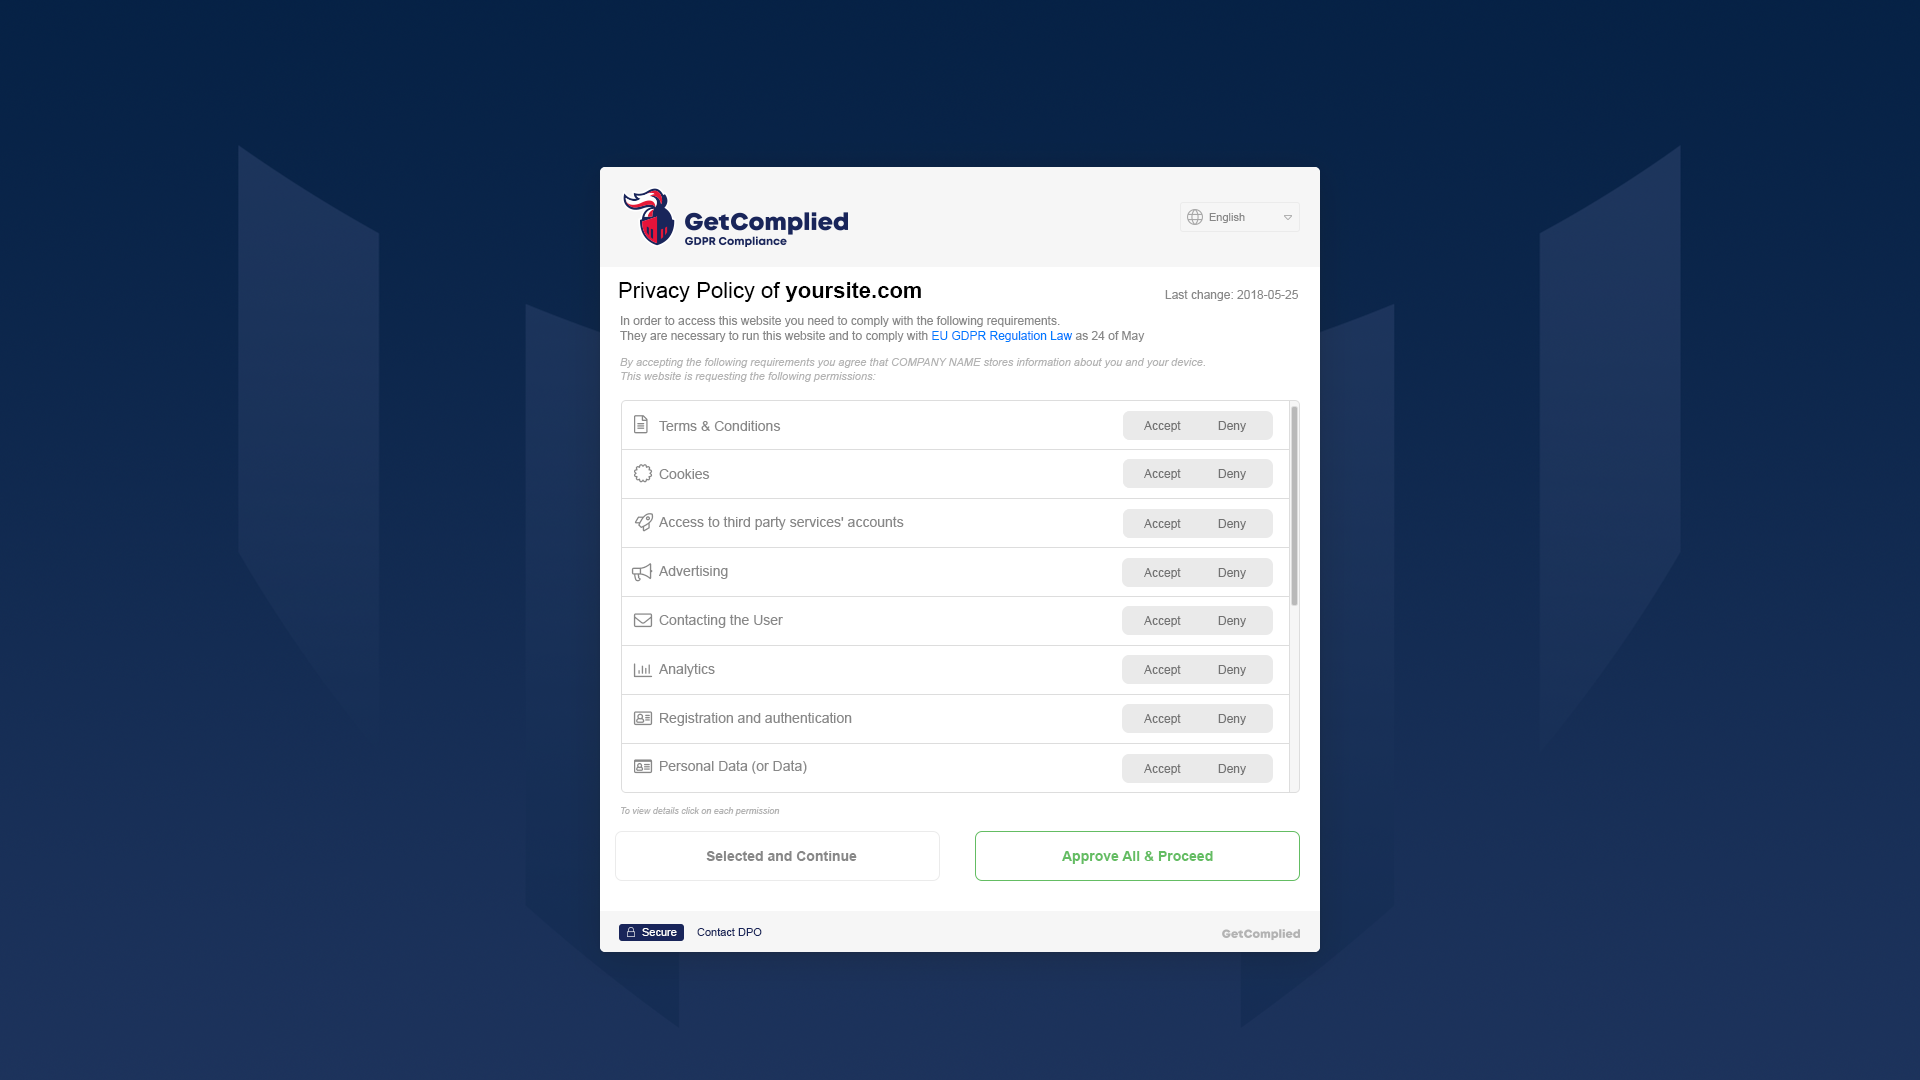 GetComplied
GDPR Compliance
English
Privacy Policy of yoursite.com
Last change: 2018-05-25
In order to access this website you need to comply with the following requirements.
They are necessary to run this website and to comply with EU GDPR Regulation Law as 24 of May
By accepting the following requirements you agree that COMPANY NAME stores information about you and your device.
This website is requesting the following permissions:
Terms & Conditions Accept Deny
Cookies Accept Deny
Access to third party services' accounts Accept Deny
Advertising Accept Deny
Contacting the User Accept Deny
Analytics Accept Deny
Registration and authentication Accept Deny
Personal Data (or Data) Accept Deny
To view details click on each permission
Selected and Continue
Approve All & Proceed
Secure Contact DPO
GetComplied